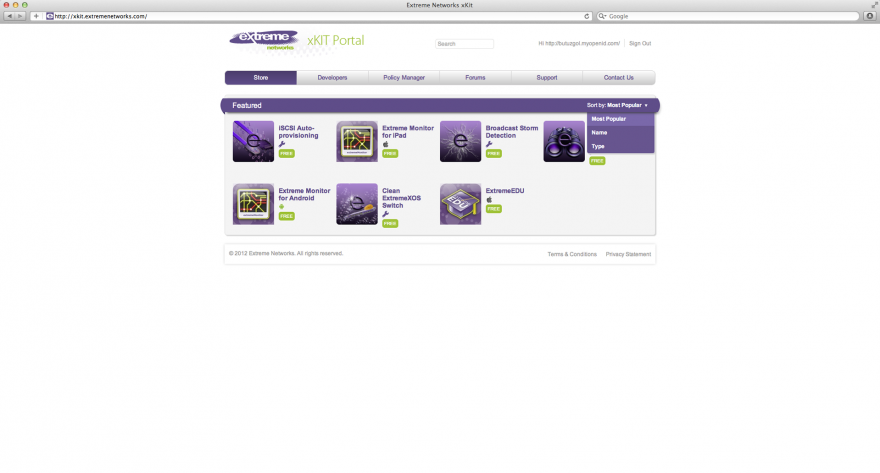 Extreme Networks xKit
http://xkit.extremenetworks.com/
Google
extreme networks
xKIT Portal
Search
Hi http://butuzgol.myopenid.com/
Sign Out
Store
Developers
Policy Manager
Forums
Support
Contact Us
Featured
Sort by: Most Popular
Most Popular
Name
Type
iSCSI Auto-
provisioning
FREE
Extreme Monitor
for iPad
FREE
Broadcast Storm
Detection
FREE
FREE
Extreme Monitor
for Android
FREE
Clean
ExtremeXOS
Switch
FREE
EDU
ExtremeEDU
FREE
© 2012 Extreme Networks. All rights reserved.
Terms & Conditions
Privacy Statement